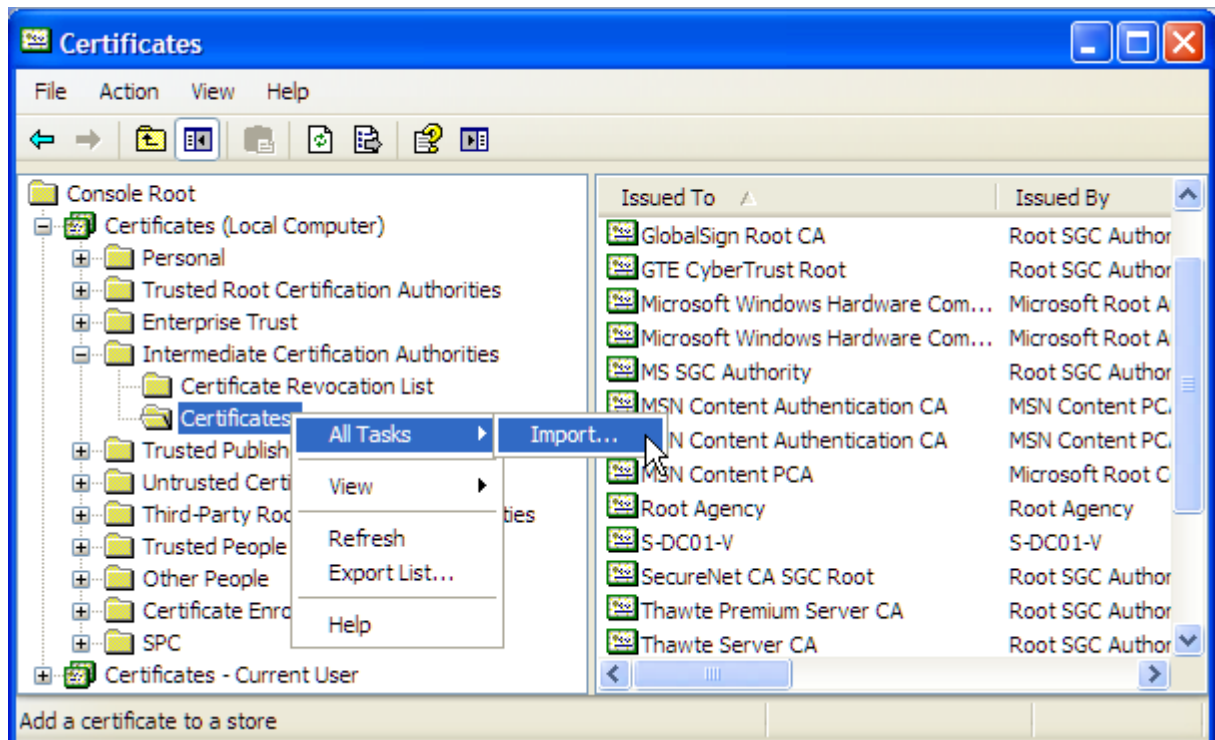 Certificates
File Action View Help
Console Root
Certificates (Local Computer)
Personal
Trusted Root Certification Authorities
Enterprise Trust
Intermediate Certification Authorities
Certificate Revocation List
Certificates
Trusted Publish
Untrusted Certi
Third-Party Roo ties
Trusted People
Other People
Certificate Enro
SPC
Certificates - Current User
All Tasks
View
Refresh
Export List...
Help
Import...
Issued To Issued By
GlobalSign Root CA Root SGC Author
GTE CyberTrust Root Root SGC Author
Microsoft Windows Hardware Com... Microsoft Root A
Microsoft Windows Hardware Com... Microsoft Root A
MS SGC Authority Root SGC Author
MSN Content Authentication CA MSN Content PC
N Content Authentication CA MSN Content PC
MSN Content PCA Microsoft Root C
Root Agency Root Agency
S-DC01-V S-DC01-V
SecureNet CA SGC Root Root SGC Author
Thawte Premium Server CA Root SGC Author
Thawte Server CA Root SGC Author
Add a certificate to a store